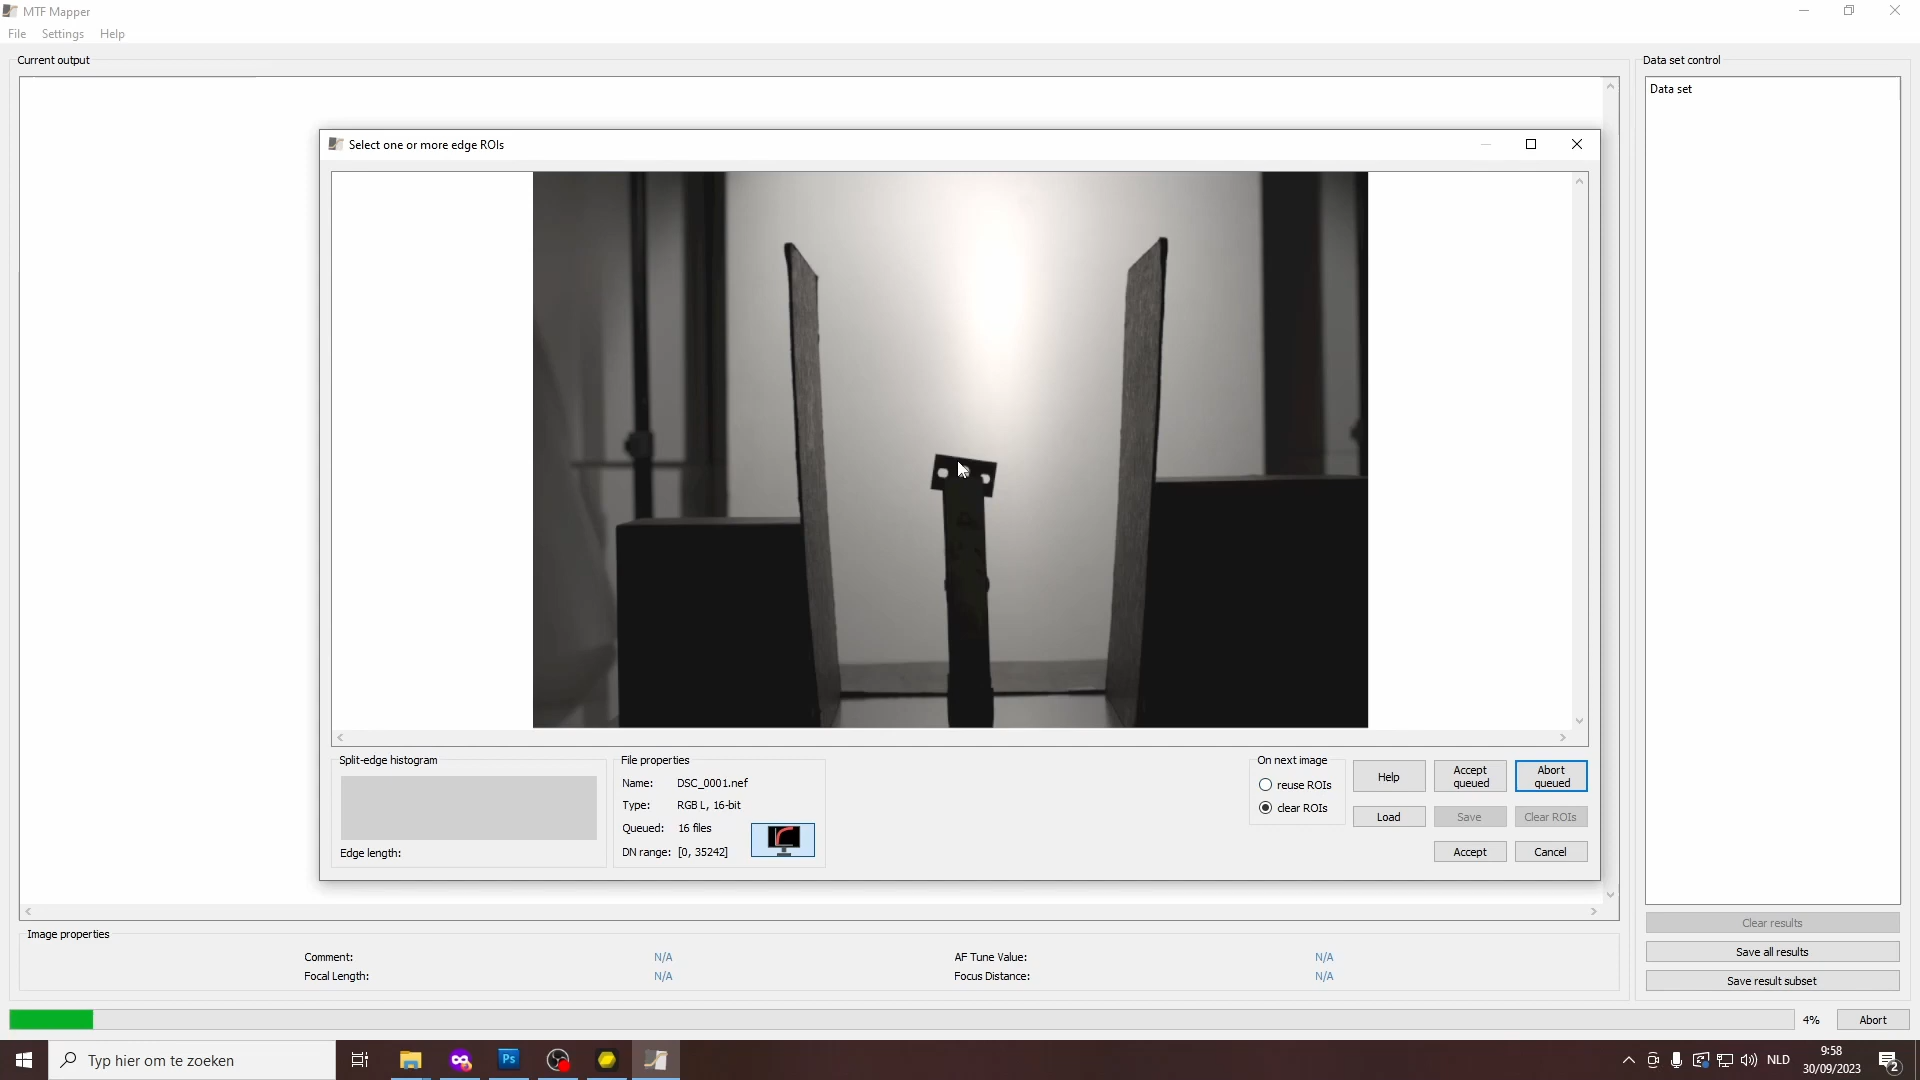 MTF Mapper
File Settings Help
Current output
Data set control
Data set
Select one or more edge ROIs
Split-edge histogram
Edge length:
File properties
Name: DSC_0001.nef
Type: RGB L, 16-bit
Queued: 16 files
DN range: [0, 35242]
On next image
reuse ROIs
clear ROIs
Help
Accept queued
Abort queued
Load
Save
Clear ROIs
Accept
Cancel
Clear results
Save all results
Save result subset
Image properties
Comment: N/A AF Tune Value: N/A
Focal Length: N/A Focus Distance: N/A
4% Abort
Typ hier om te zoeken
Ps
NLD
9:58
30/09/2023
2